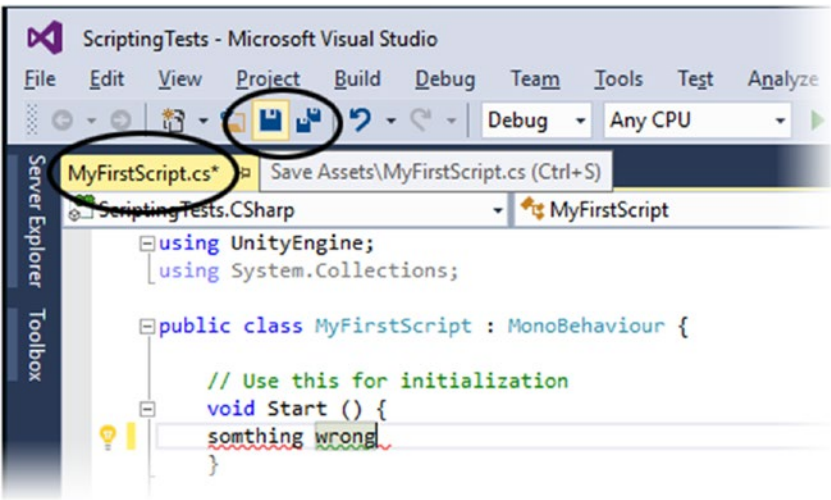 ScriptingTests - Microsoft Visual Studio
File Edit View Project Build Debug Team Tools Test Analyze
Debug Any CPU
MyFirstScript.cs* Save Assets\MyFirstScript.cs (Ctrl+S)
ScriptingTests.CSharp MyFirstScript
Server Explorer
Toolbox
using UnityEngine;
using System.Collections;
public class MyFirstScript : MonoBehaviour {
// Use this for initialization
void Start () {
somthing wrong
}